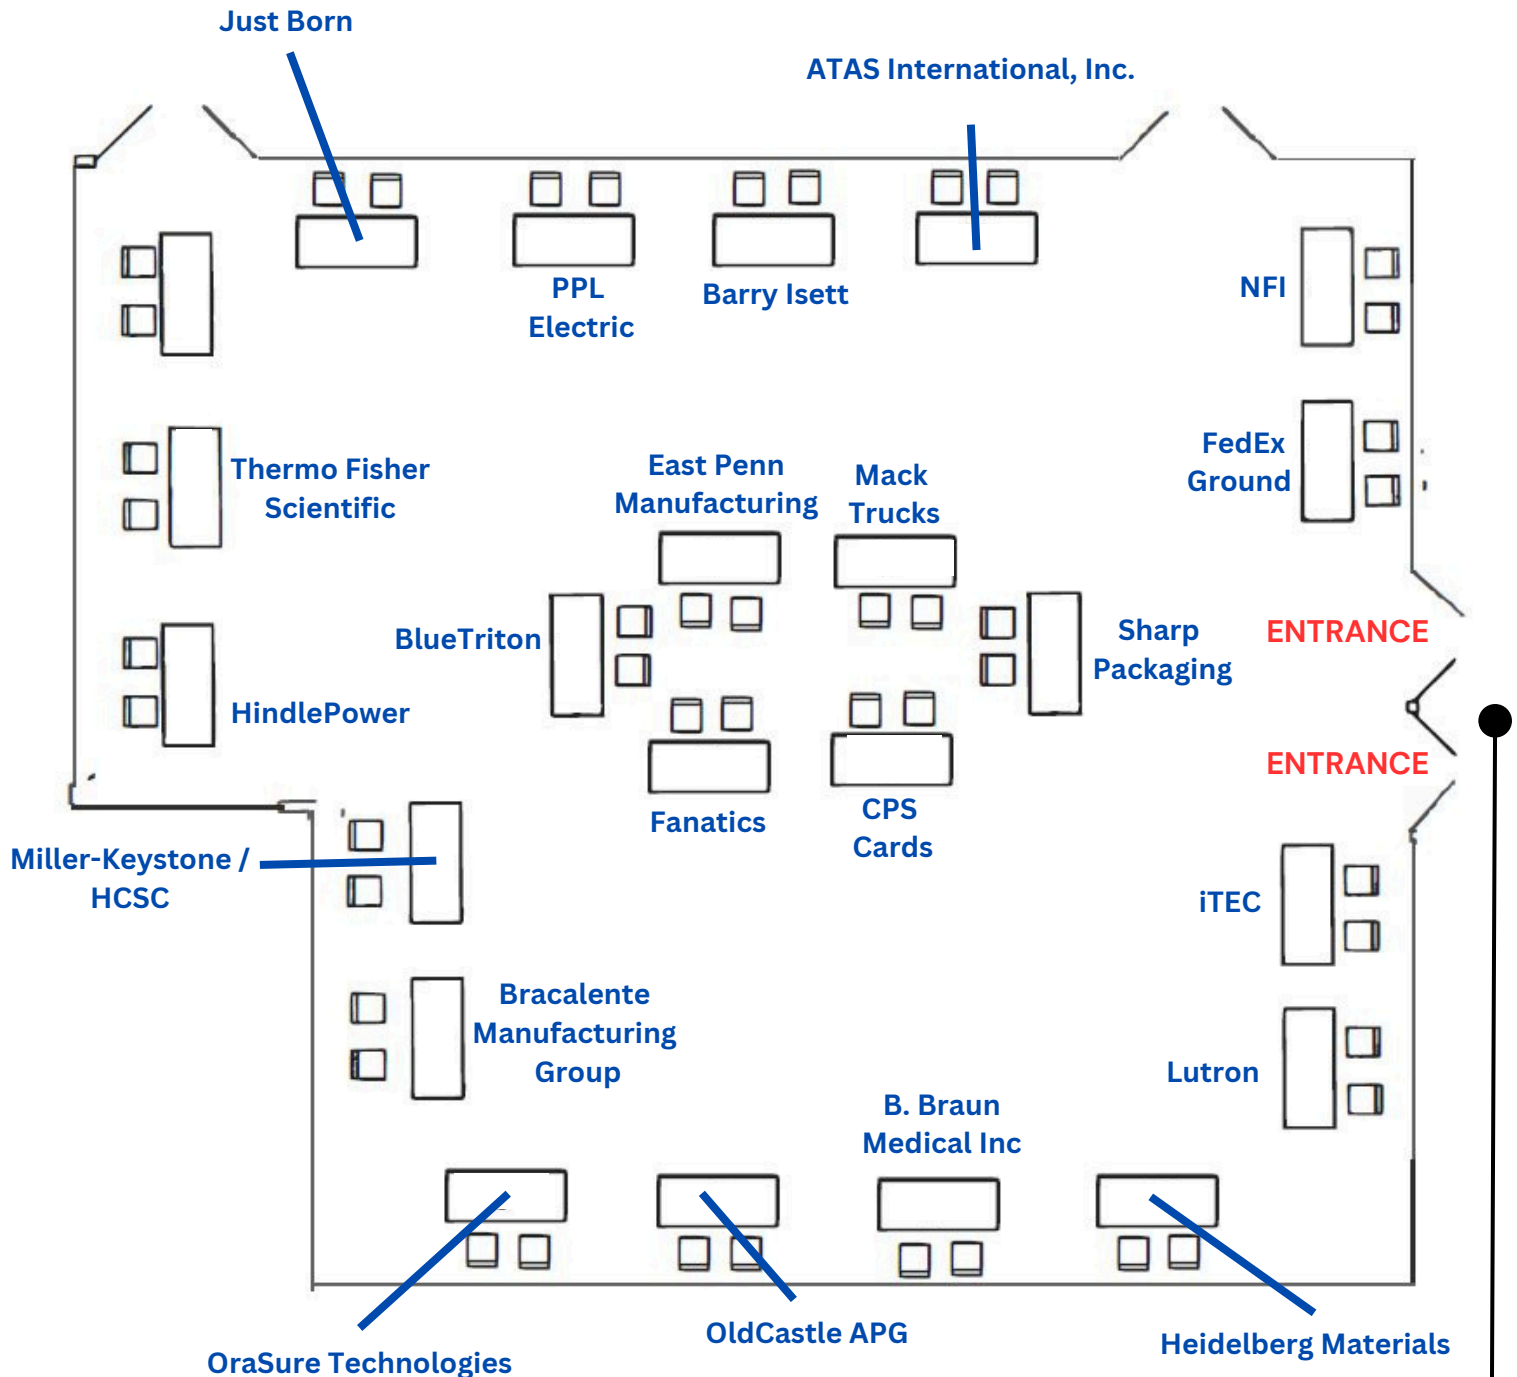 Just Born
ATAS International, Inc.
PPL
Electric
Barry Isett
NFI
FedEx
Ground
Thermo Fisher
Scientific
East Penn
Manufacturing
Mack
Trucks
BlueTriton
Sharp
Packaging
ENTRANCE
HindlePower
ENTRANCE
Fanatics
CPS
Cards
Miller-Keystone /
HCSC
iTEC
Bracalente
Manufacturing
Group
Lutron
B. Braun
Medical Inc
OraSure Technologies
OldCastle APG
Heidelberg Materials